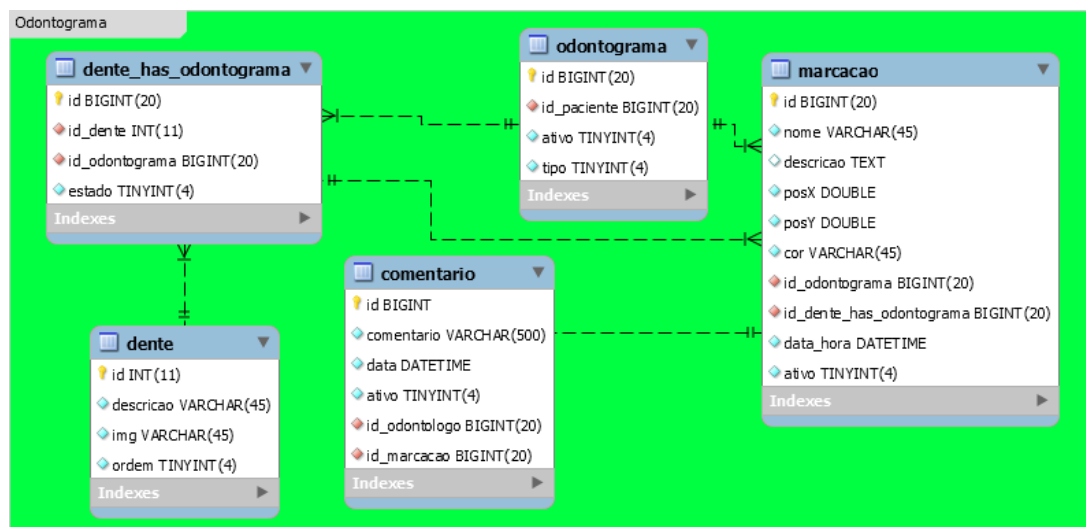 Odontograma
dente_has_odontograma
id BIGINT(20)
id_dente INT(11)
id_odontograma BIGINT(20)
estado TINYINT(4)
Indexes
odontograma
id BIGINT(20)
id_paciente BIGINT(20)
ativo TINYINT(4)
tipo TINYINT(4)
Indexes
marcacao
id BIGINT(20)
nome VARCHAR(45)
descricao TEXT
posX DOUBLE
posY DOUBLE
cor VARCHAR(45)
id_odontograma BIGINT(20)
id_dente_has_odontograma BIGINT(20)
data_hora DATETIME
ativo TINYINT(4)
Indexes
comentario
id BIGINT
comentario VARCHAR(500)
data DATETIME
ativo TINYINT(4)
id_odontologo BIGINT(20)
id_marcacao BIGINT(20)
Indexes
dente
id INT(11)
descricao VARCHAR(45)
img VARCHAR(45)
ordem TINYINT(4)
Indexes